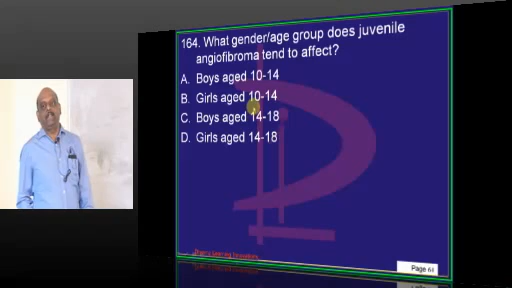 164. What gender/age group does juvenile
angiofibroma tend to affect?
A. Boys aged 10-14
B. Girls aged 10-14
C. Boys aged 14-18
D. Girls aged 14-18
Page 61